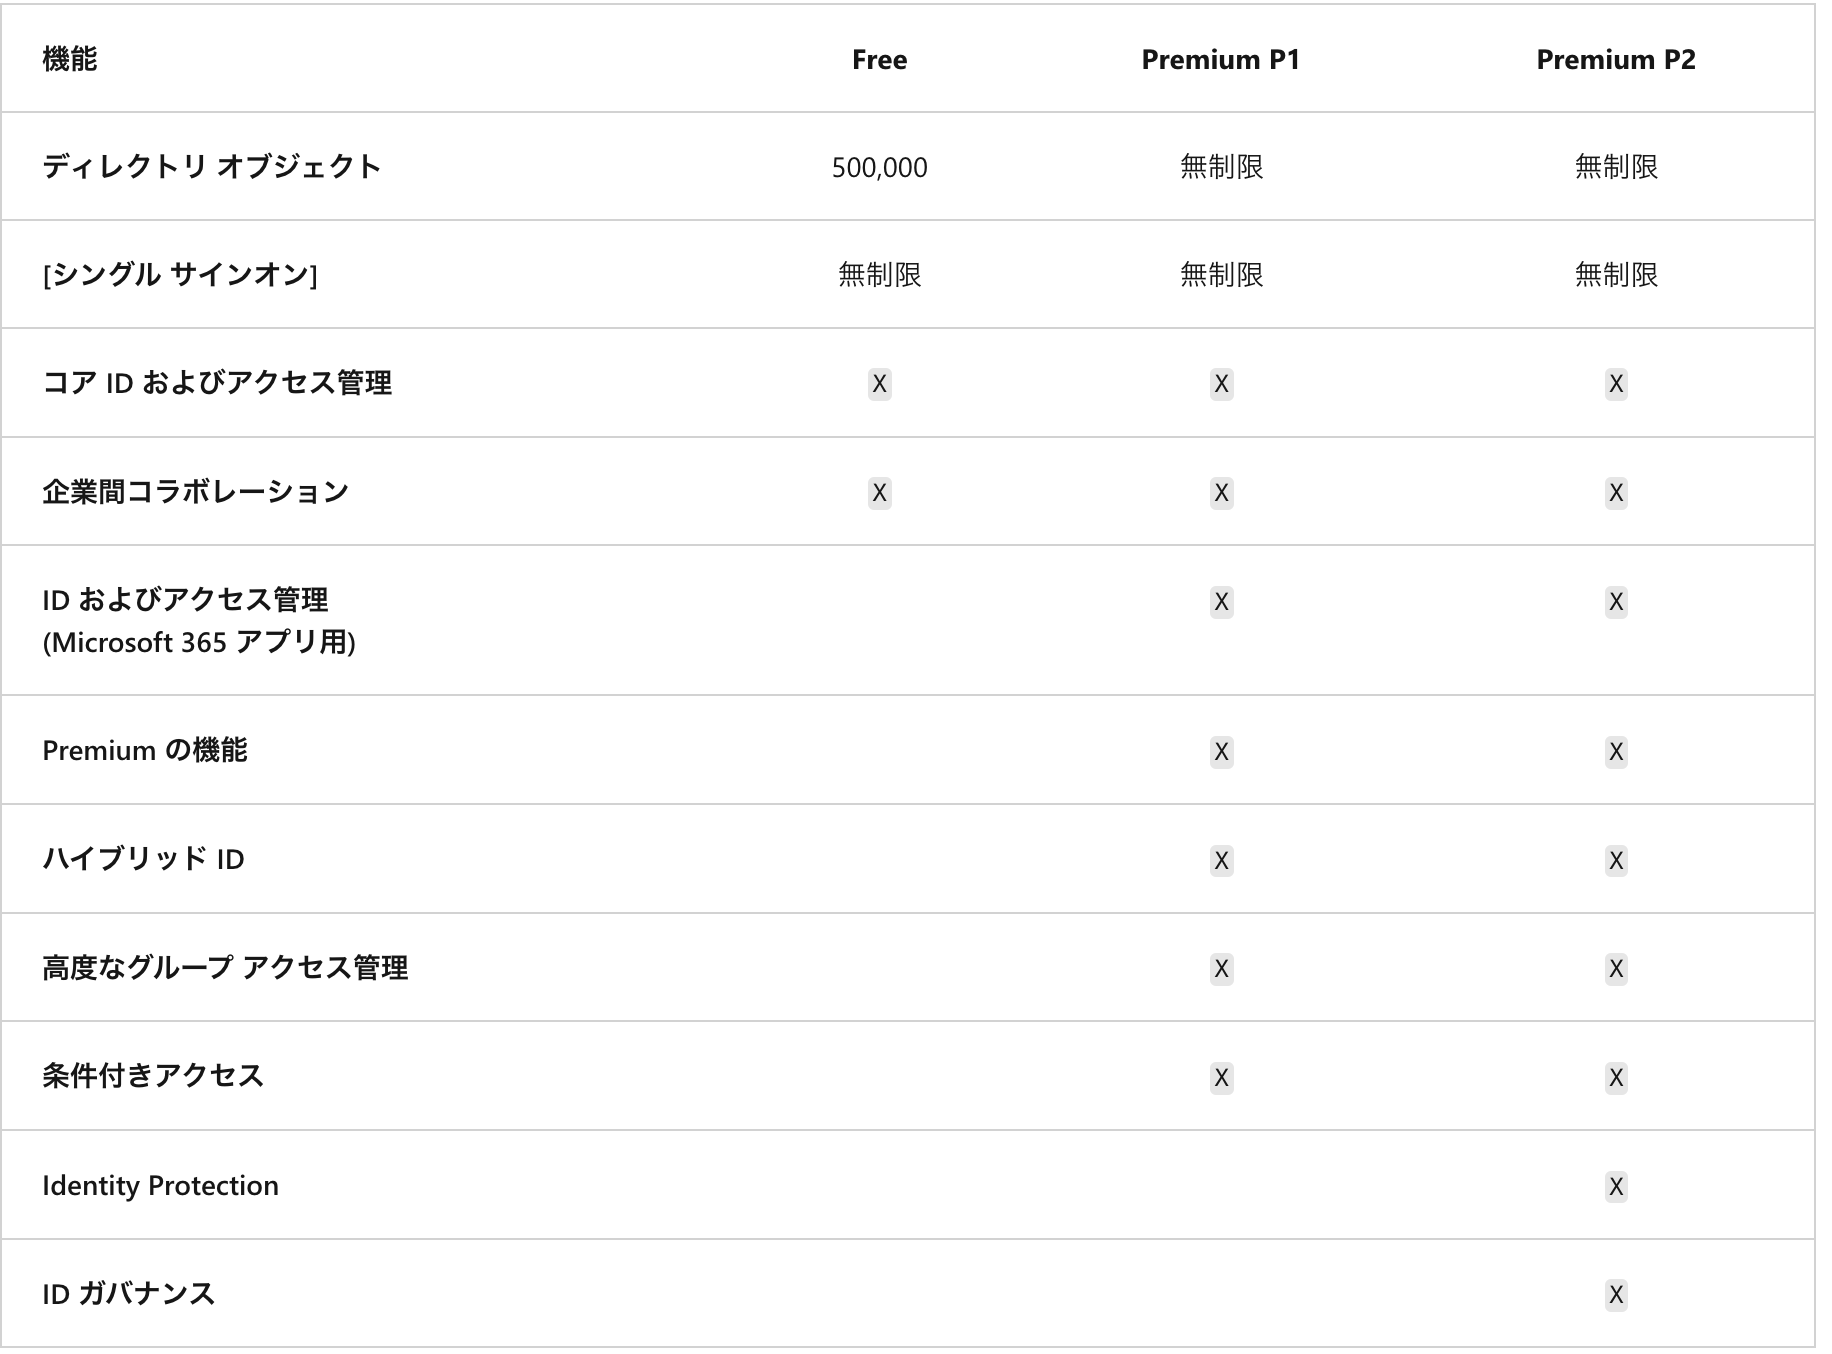 機能 Free Premium P1 Premium P2
ディレクトリ オブジェクト 500,000 無制限 無制限
[シングル サインオン] 無制限 無制限 無制限
コア ID およびアクセス管理 X X X
企業間コラボレーション X X X
ID およびアクセス管理 X X
(Microsoft 365 アプリ用)
Premium の機能 X X
ハイブリッド ID X X
高度なグループ アクセス管理 X X
条件付きアクセス X X
Identity Protection X
ID ガバナンス X